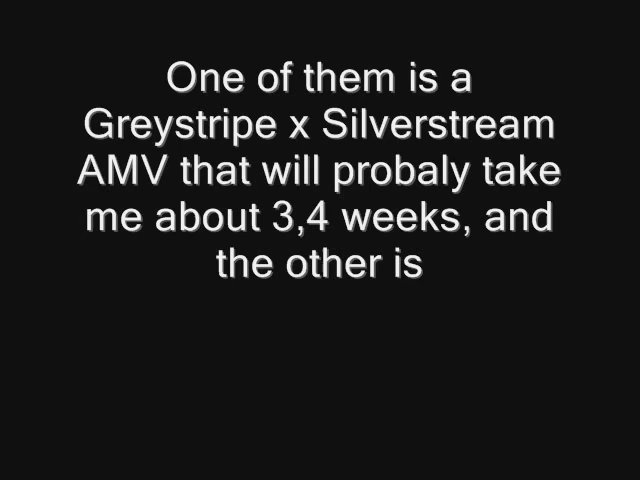 One of them is a
Greystripe x Silverstream
AMV that will probaly take
me about 3,4 weeks, and
the other is